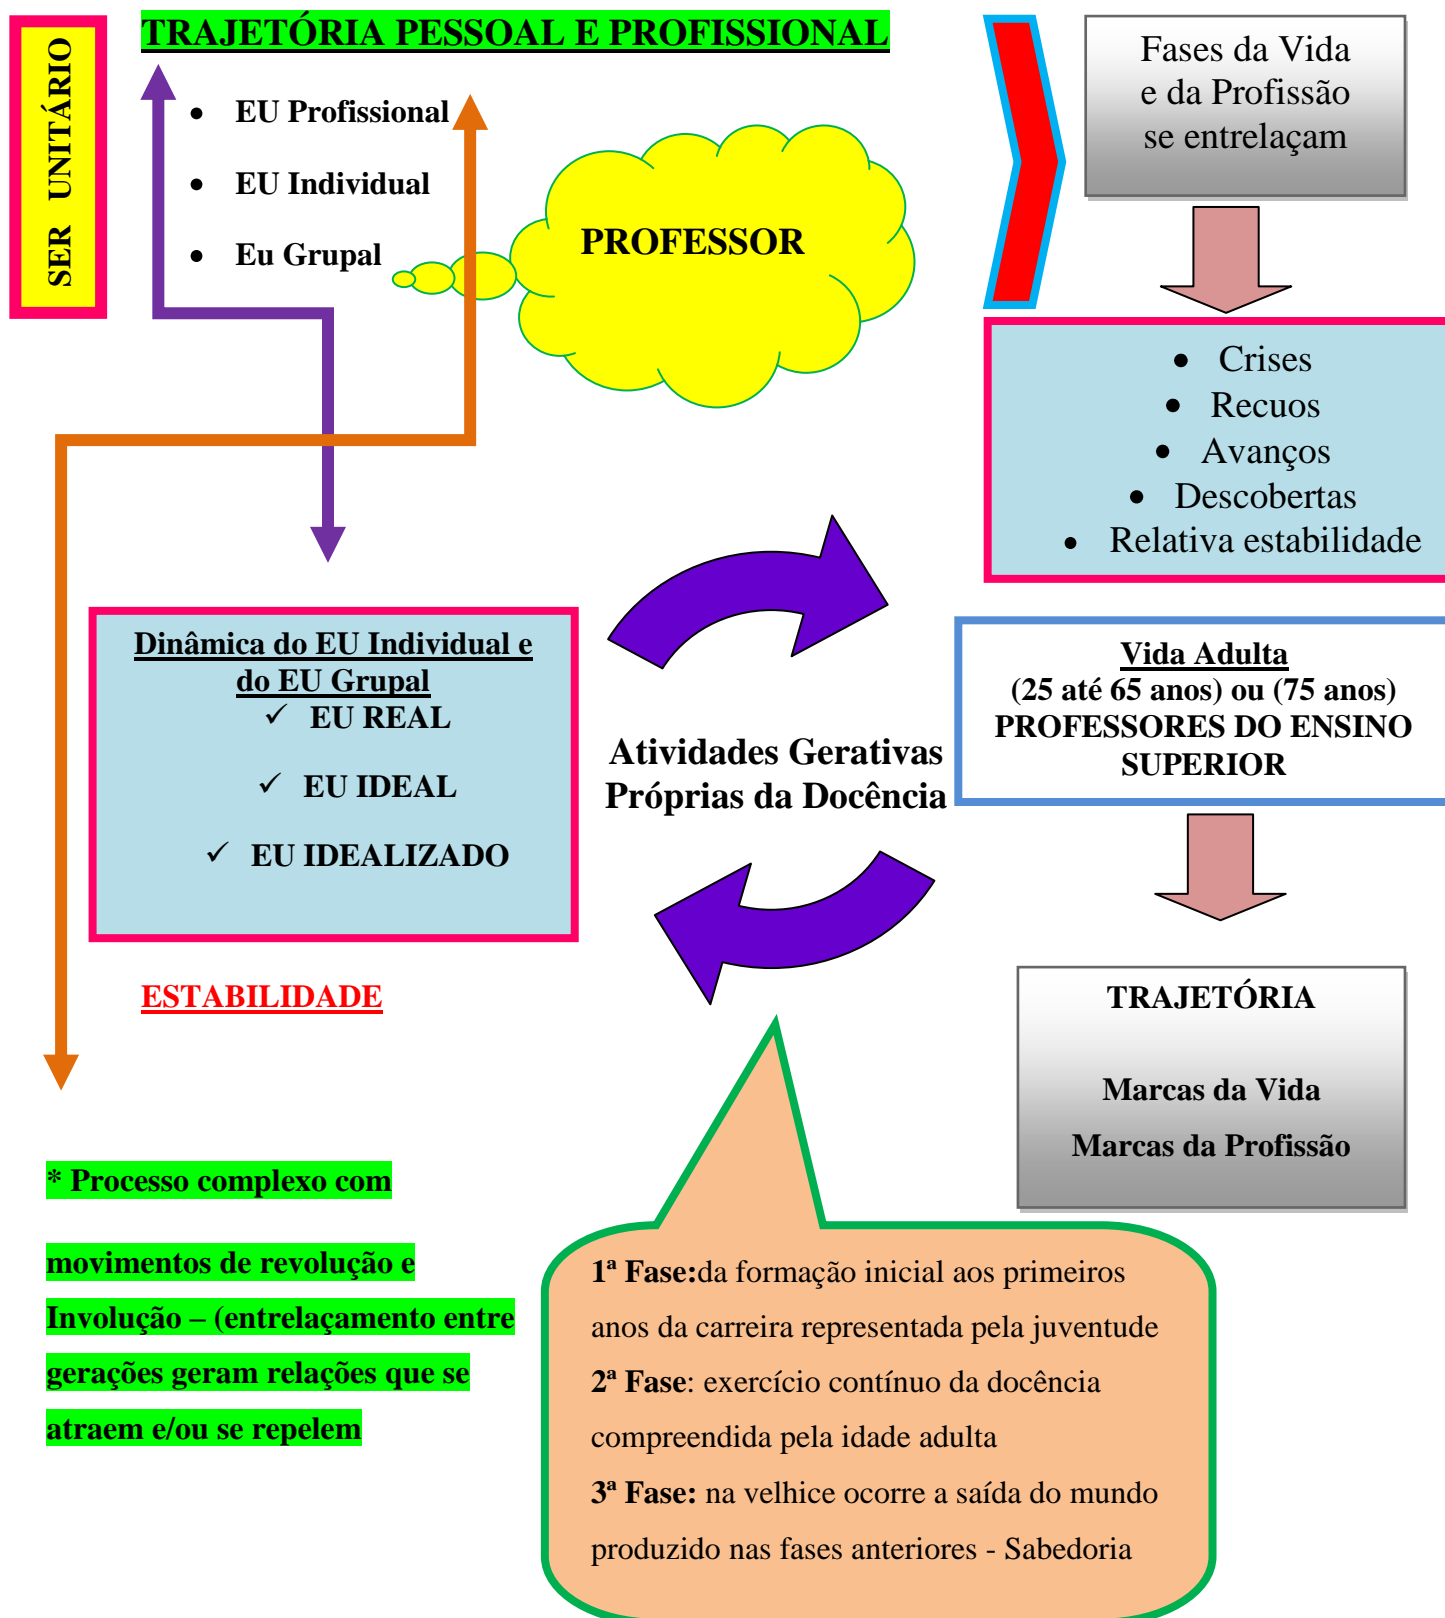 SER UNITÁRIO
TRAJETÓRIA PESSOAL E PROFISSIONAL
• EU Profissional
• EU Individual
• Eu Grupal
PROFESSOR
Fases da Vida
e da Profissão
se entrelaçam
• Crises
• Recuos
• Avanços
• Descobertas
• Relativa estabilidade
Dinâmica do EU Individual e
do EU Grupal
✓ EU REAL
✓ EU IDEAL
✓ EU IDEALIZADO
Atividades Gerativas
Próprias da Docência
Vida Adulta
(25 até 65 anos) ou (75 anos)
PROFESSORES DO ENSINO
SUPERIOR
ESTABILIDADE
TRAJETÓRIA
Marcas da Vida
Marcas da Profissão
* Processo complexo com
movimentos de revolução e
Involução – (entrelaçamento entre
gerações geram relações que se
atraem e/ou se repelem
1ª Fase:da formação inicial aos primeiros
anos da carreira representada pela juventude
2ª Fase: exercício contínuo da docência
compreendida pela idade adulta
3ª Fase: na velhice ocorre a saída do mundo
produzido nas fases anteriores - Sabedoria